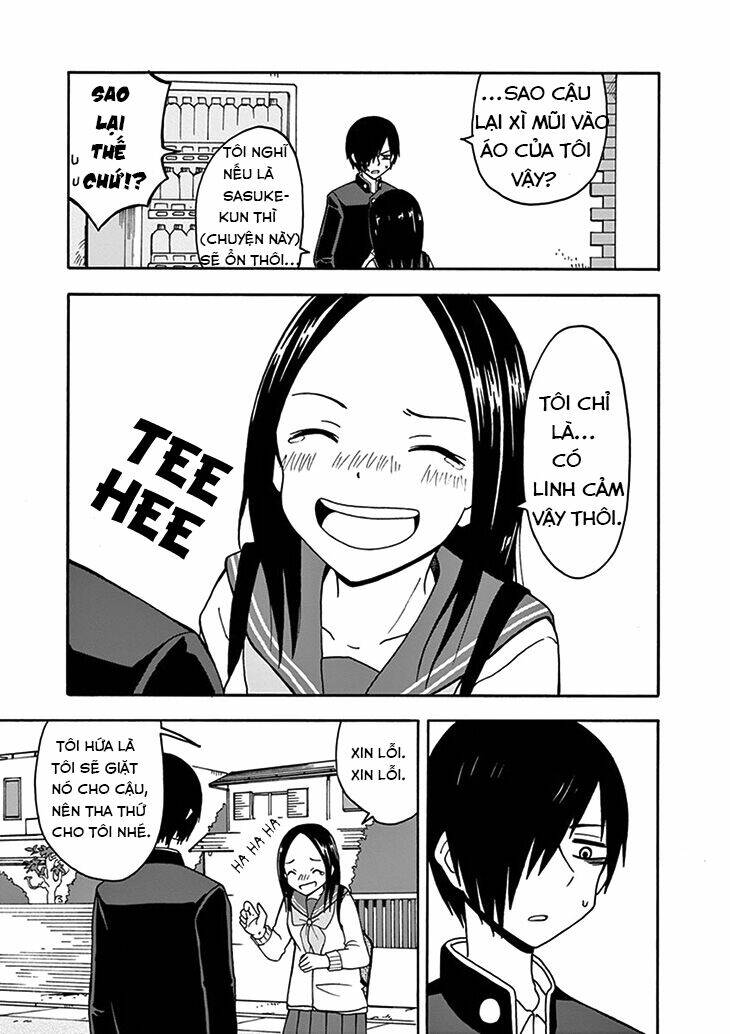 ...SAO CẬU
LẠI XÌ MŨI VÀO
ÁO CỦA TÔI
VẬY?
TÔI NGHĨ
NẾU LÀ
SASUKE-
KUN THÌ
(CHUYỆN NÀY)
SẼ ỔN THÔI...
SAO
LẠI
THẾ
CHỨ!?
TÔI CHỈ
LÀ...
CÓ
LINH CẢM
VẬY THÔI.
TEE
HEE
XIN LỖI.
XIN LỖI.
HA HA HA
TÔI HỨA LÀ
TÔI SẼ GIẶT
NÓ CHO CẬU,
NÊN THA THỨ
CHO TÔI NHÉ.